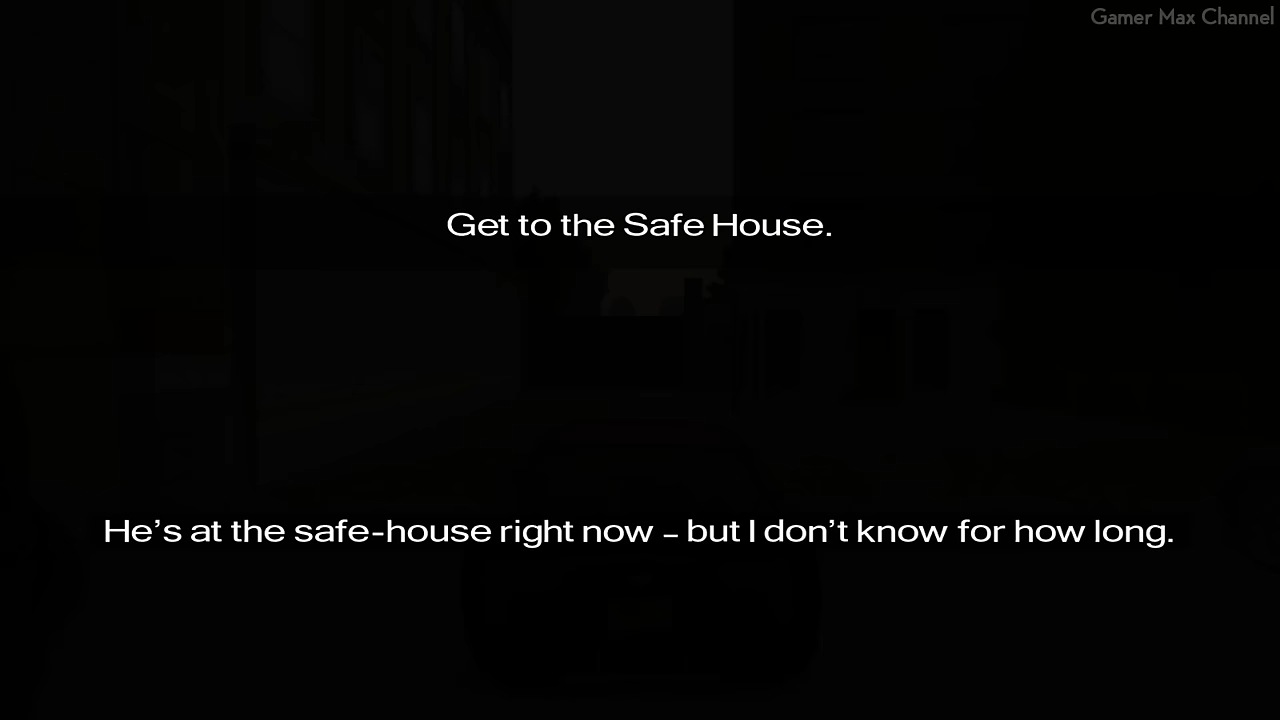 Gamer Max Channel
Get to the Safe House.
He’s at the safe-house right now – but I don’t know for how long.